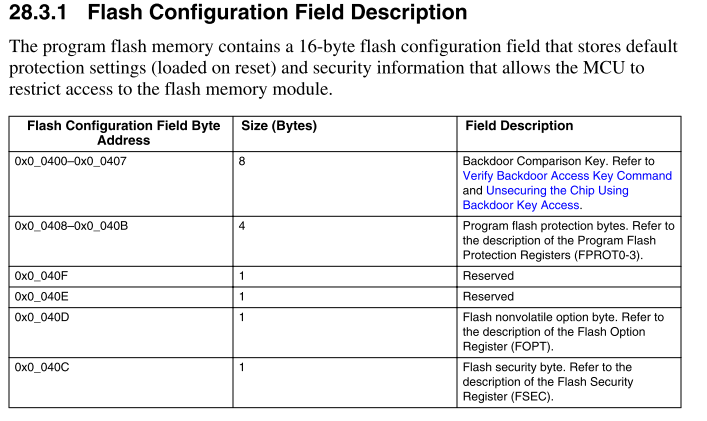 28.3.1 Flash Configuration Field Description
The program flash memory contains a 16-byte flash configuration field that stores default
protection settings (loaded on reset) and security information that allows the MCU to
restrict access to the flash memory module.
Flash Configuration Field Byte
Address
Size (Bytes)
Field Description
0x0_0400–0x0_0407
8
Backdoor Comparison Key. Refer to
Verify Backdoor Access Key Command
and Unsecuring the Chip Using
Backdoor Key Access.
0x0_0408–0x0_040B
4
Program flash protection bytes. Refer to
the description of the Program Flash
Protection Registers (FPROT0-3).
0x0_040F
1
Reserved
0x0_040E
1
Reserved
0x0_040D
1
Flash nonvolatile option byte. Refer to
the description of the Flash Option
Register (FOPT).
0x0_040C
1
Flash security byte. Refer to the
description of the Flash Security
Register (FSEC).